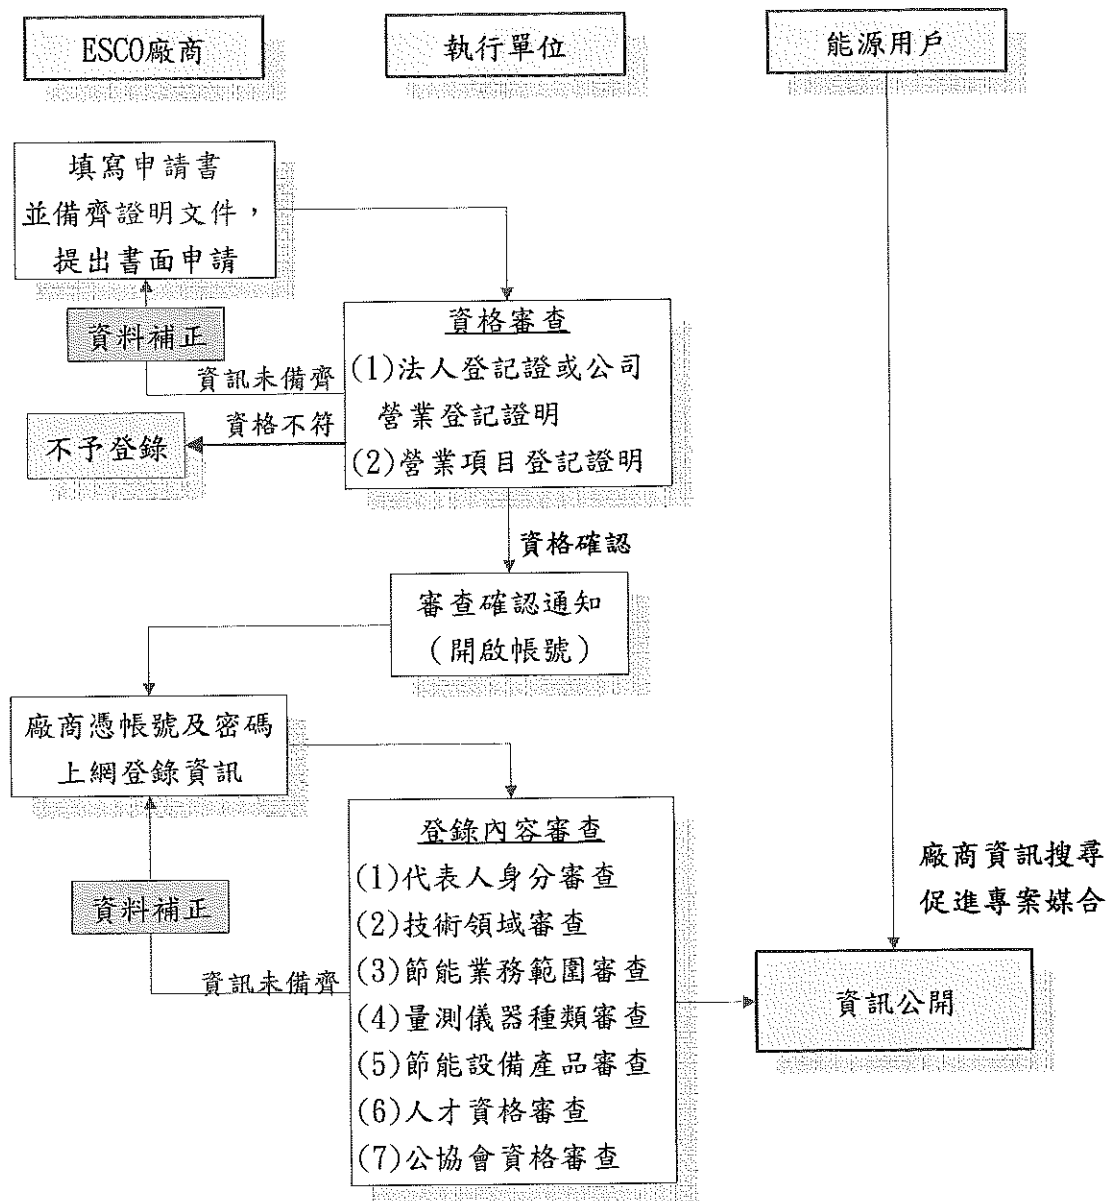 ESCO廠商
執行單位
能源用戶
填寫申請書
並備齊證明文件，
提出書面申請
資料補正
資訊未備齊
資格不符
不予登錄
資格審查
(1)法人登記證或公司
營業登記證明
(2)營業項目登記證明
資格確認
審查確認通知
(開啟帳號)
廠商憑帳號及密碼
上網登錄資訊
資料補正
資訊未備齊
登錄內容審查
(1)代表人身分審查
(2)技術領域審查
(3)節能業務範圍審查
(4)量測儀器種類審查
(5)節能設備產品審查
(6)人才資格審查
(7)公協會資格審查
廠商資訊搜尋
促進專案媒合
資訊公開